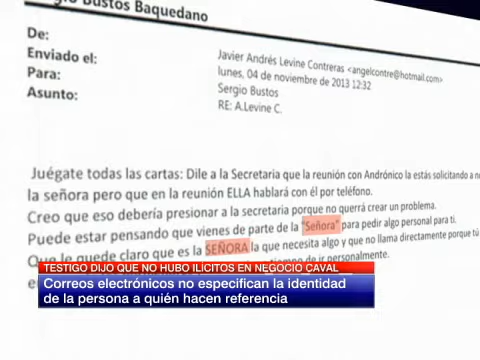 Sergio Bustos Baquedano
De:
Javier Andrés Levine Contreras <angelcontre@hotmail.com>
Enviado el:
lunes, 04 de noviembre de 2013 12:32
Para:
Sergio Bustos
Asunto:
RE: A.Levine C.
Juégate todas las cartas: Dile a la Secretaria que la reunión con Andrónico la estás solicitando a n
la señora pero que en la reunión ELLA hablará con él por teléfono.
Creo que eso debería presionar a la secretaria porque no querrá crear un problema.
Puede estar pensando que vienes de parte de la "Señora" para pedir algo personal para ti.
Que le quede claro que es la SEÑORA la que necesita algo y que no llama directamente porque tú
de ir personalmente.
TESTIGO DIJO QUE NO HUBO ILICITOS EN NEGOCIO CAVAL
Correos electrónicos no especifican la identidad
de la persona a quién hacen referencia